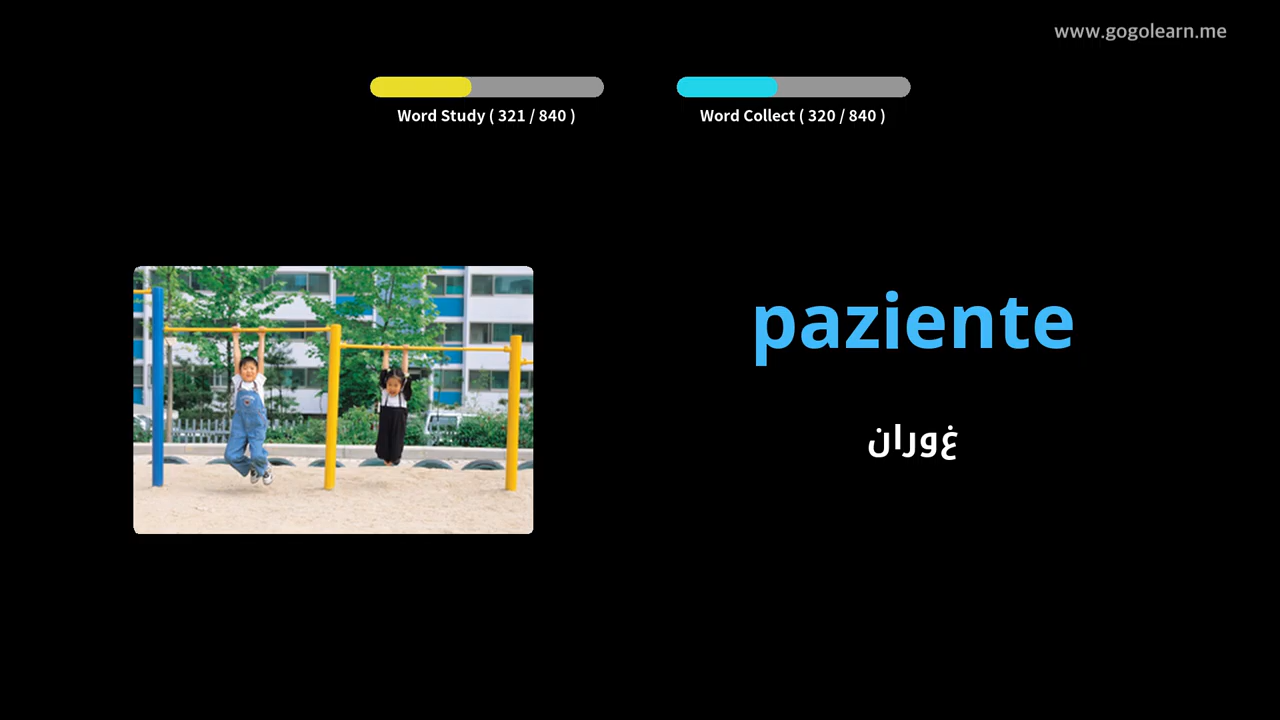 www.gogolearn.me
Word Study ( 321 / 840 )
Word Collect ( 320 / 840 )
paziente
غوران